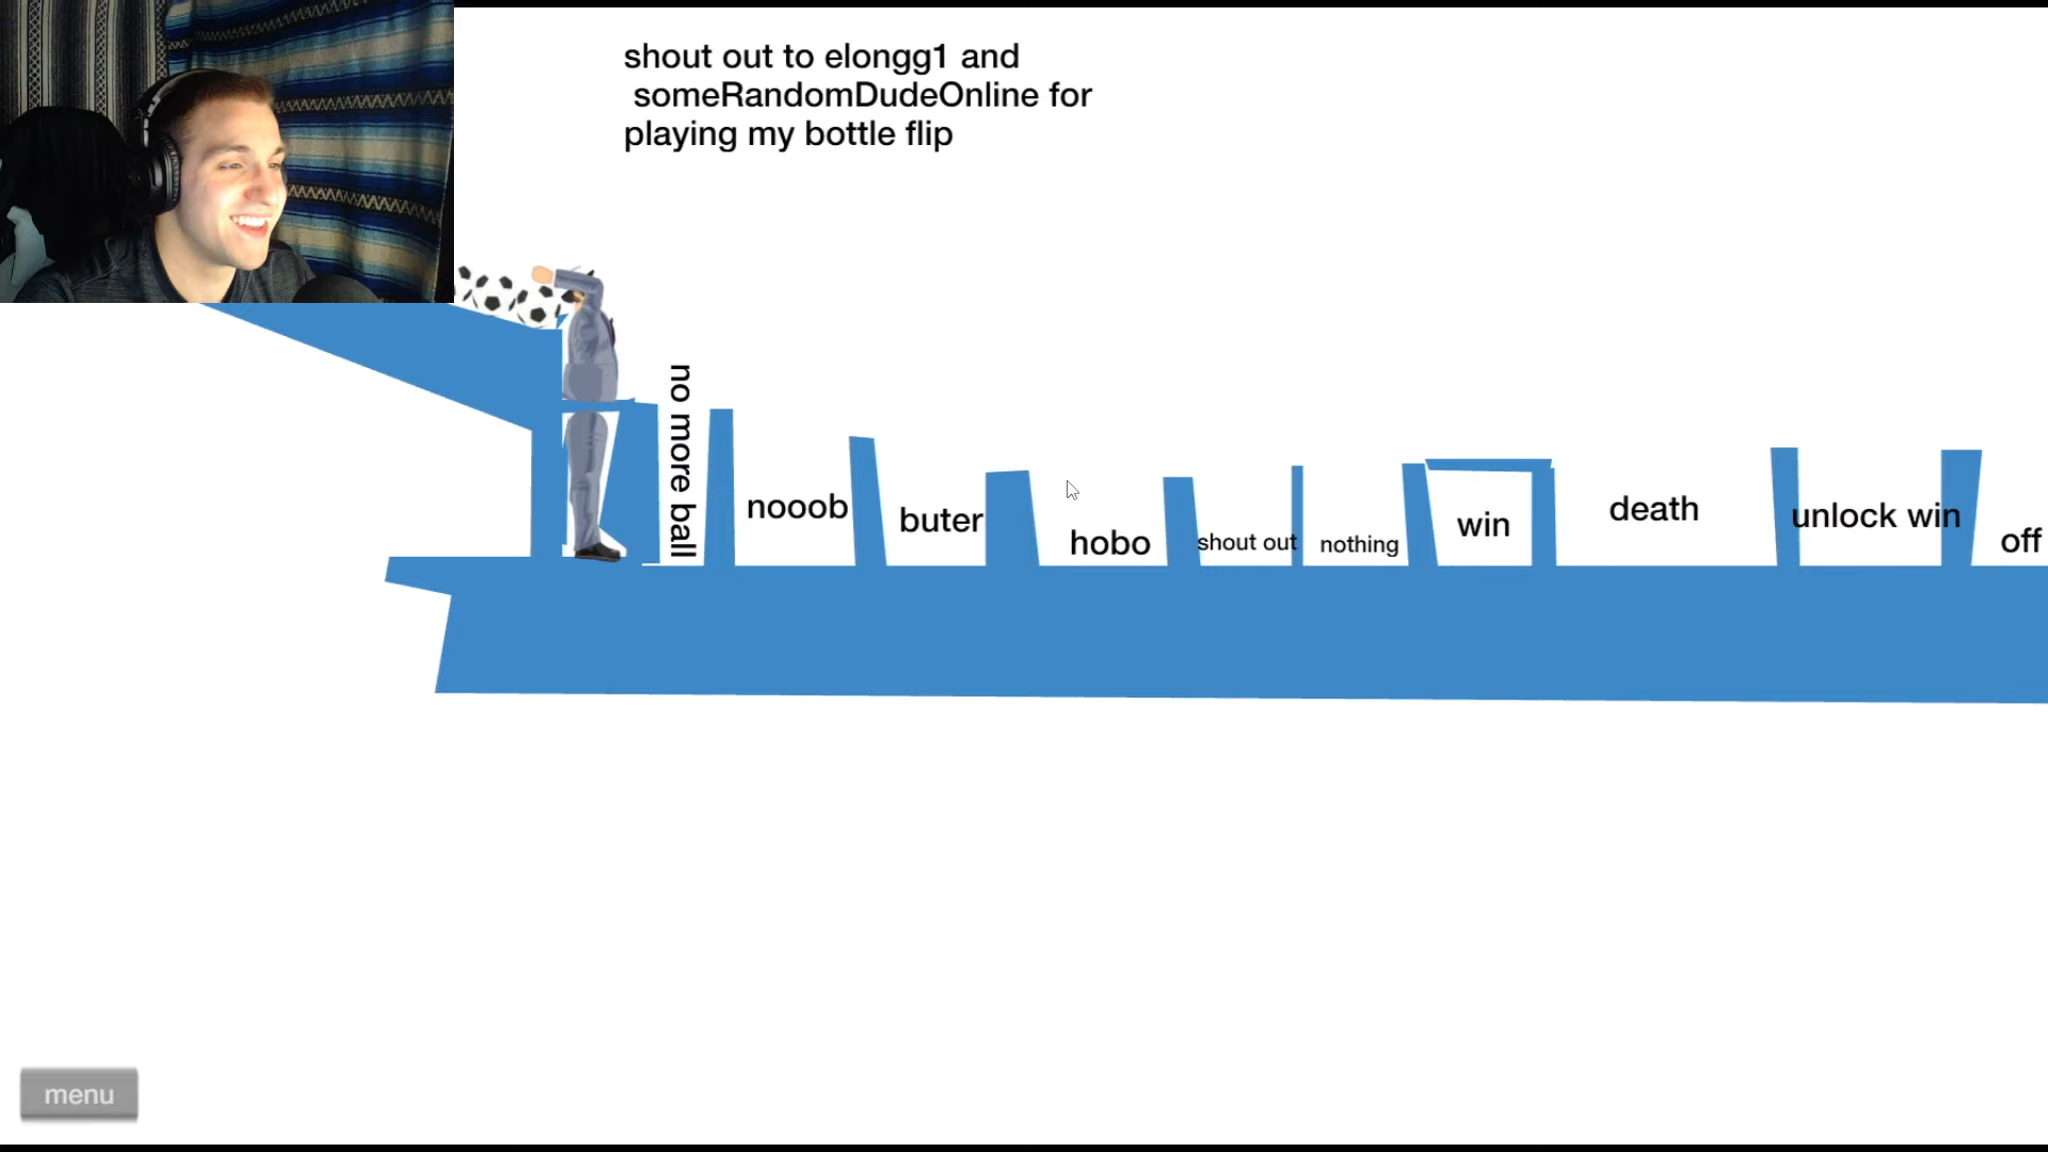 shout out to elongg1 and
someRandomDudeOnline for
playing my bottle flip
no more ball
nooob
buter
hobo
shout out
nothing
win
death
unlock win
off
menu